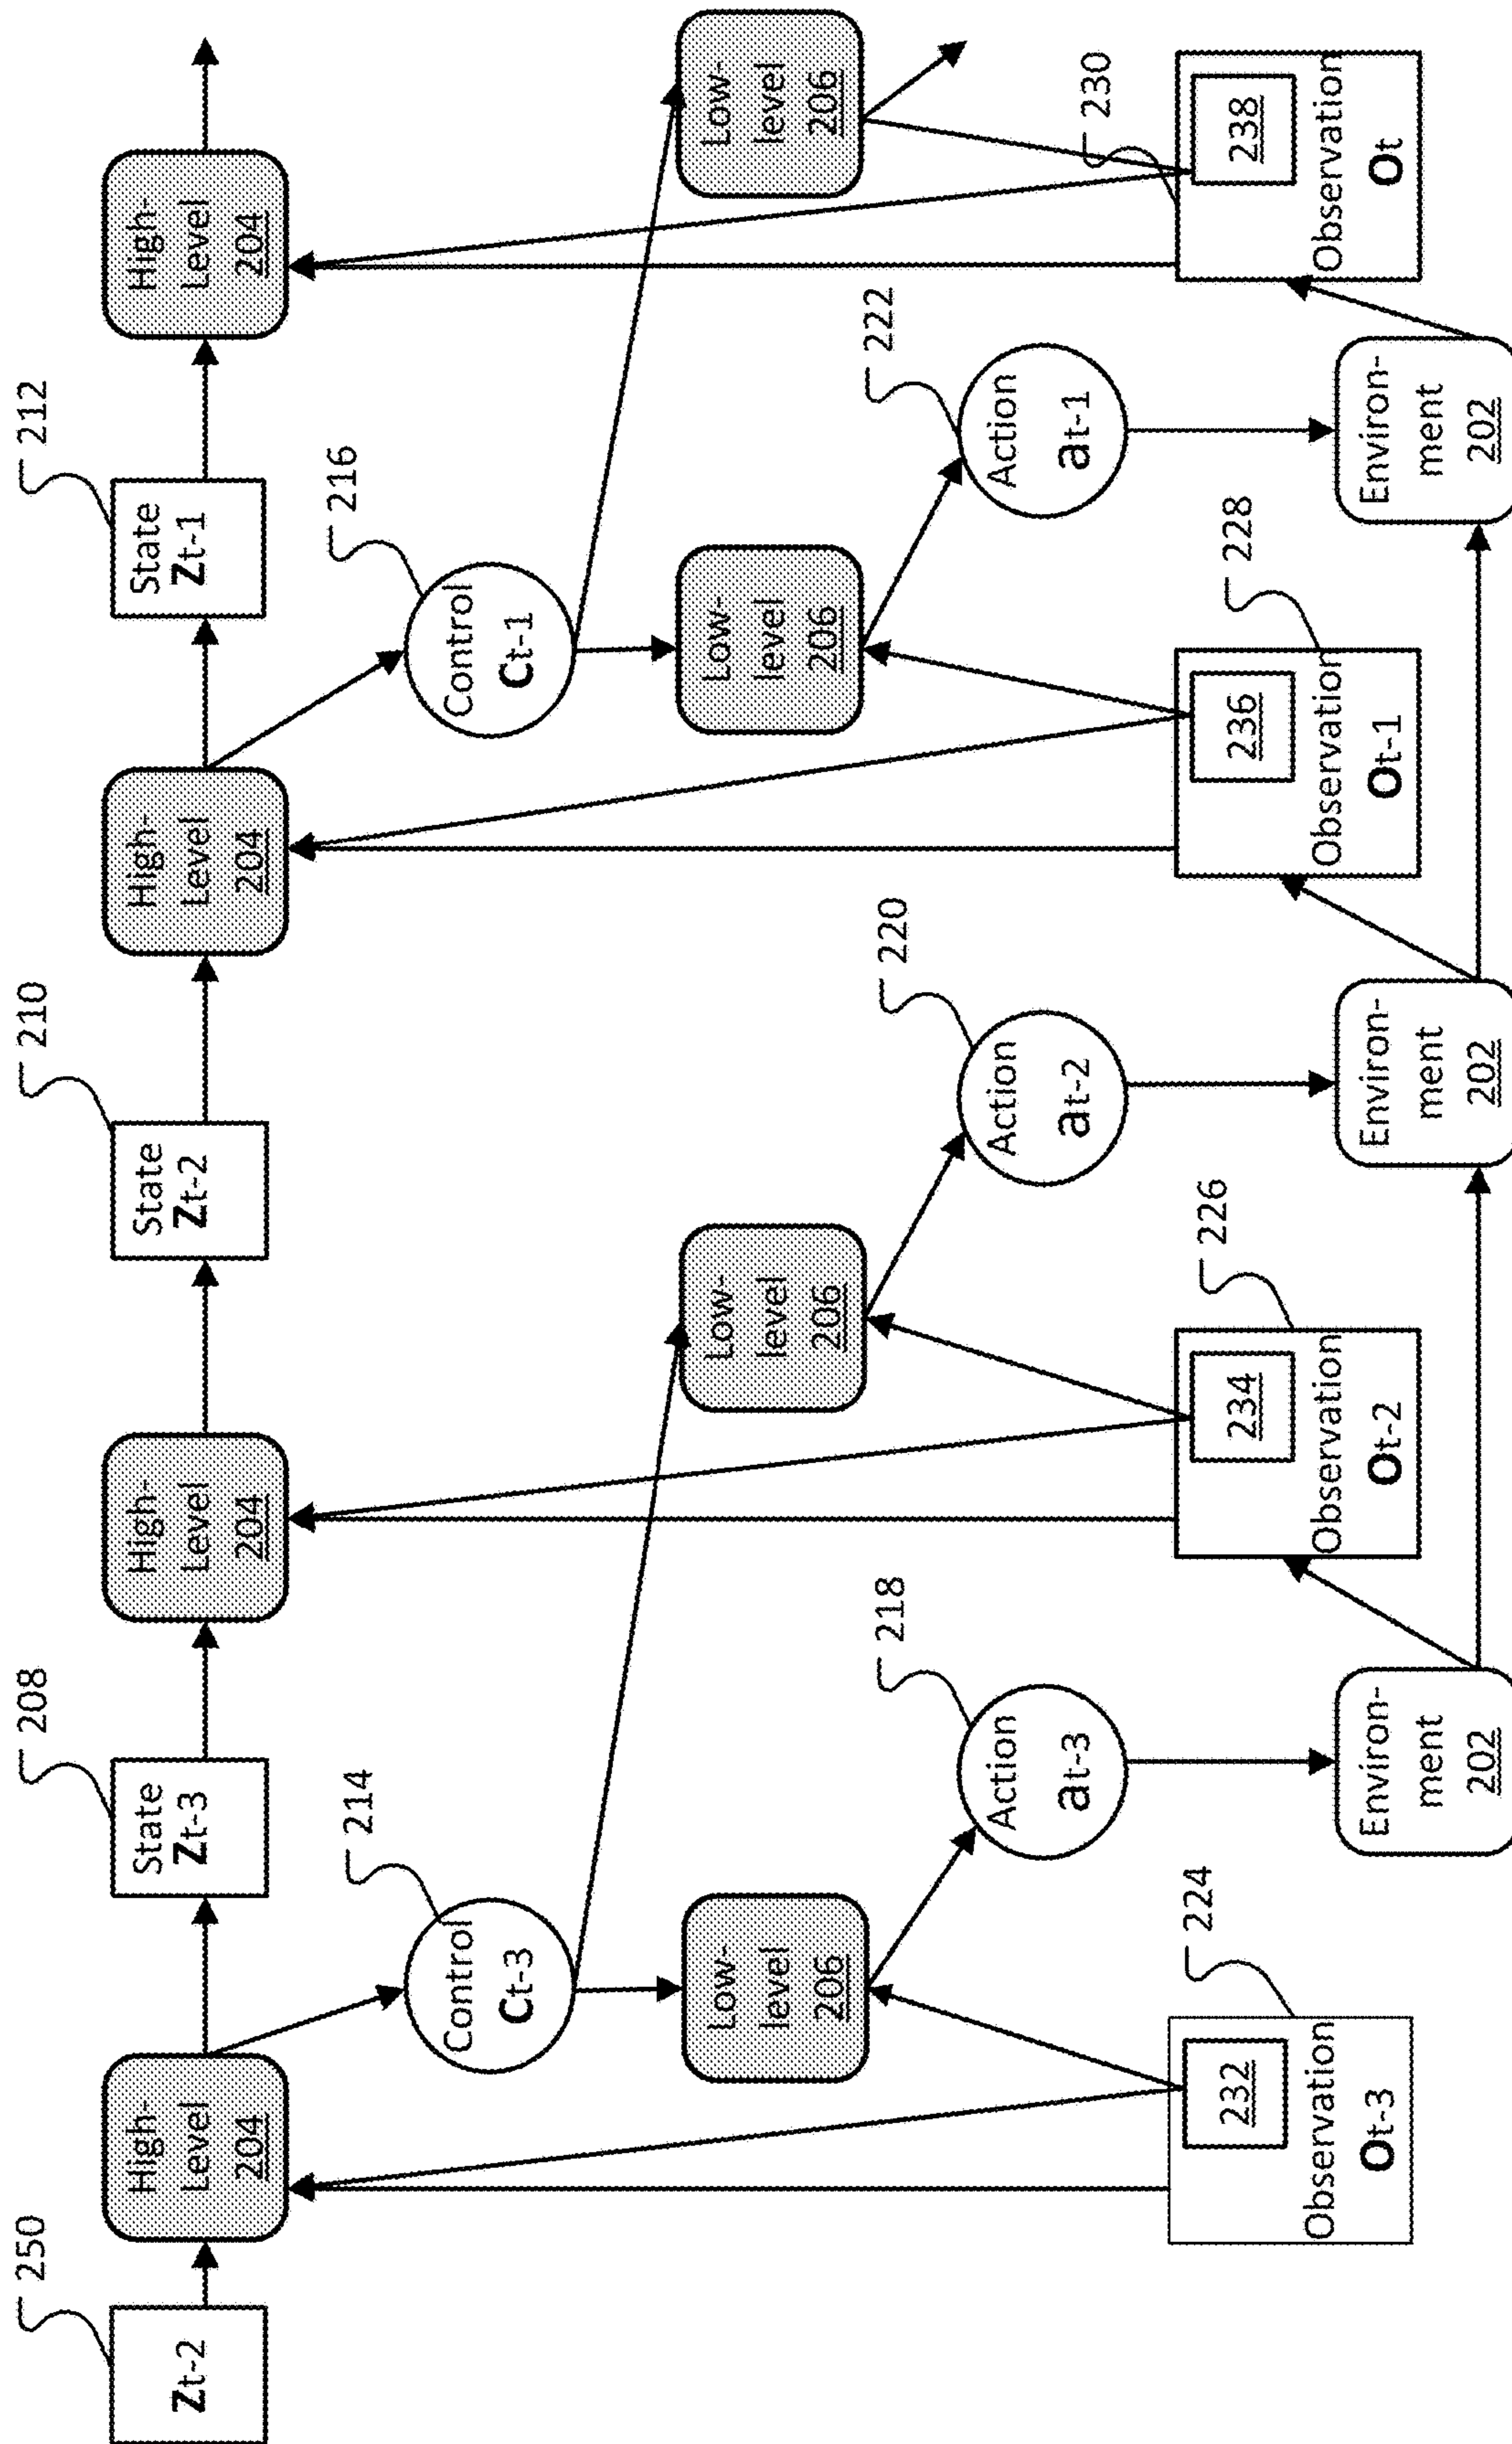 250
Zt-2
High-
Level
204
208
State
Zt-3
High-
Level
204
210
State
Zt-2
High-
Level
204
212
State
Zt-1
High-
Level
204
214
Control
Ct-3
216
Control
Ct-1
Low-
level
206
Low-
level
206
Low-
level
206
Low-
level
206
218
Action
at-3
220
Action
at-2
222
Action
at-1
224
232
Observation
Ot-3
226
234
Observation
Ot-2
228
236
Observation
Ot-1
230
238
Observation
Ot
Environ-
ment
202
Environ-
ment
202
Environ-
ment
202